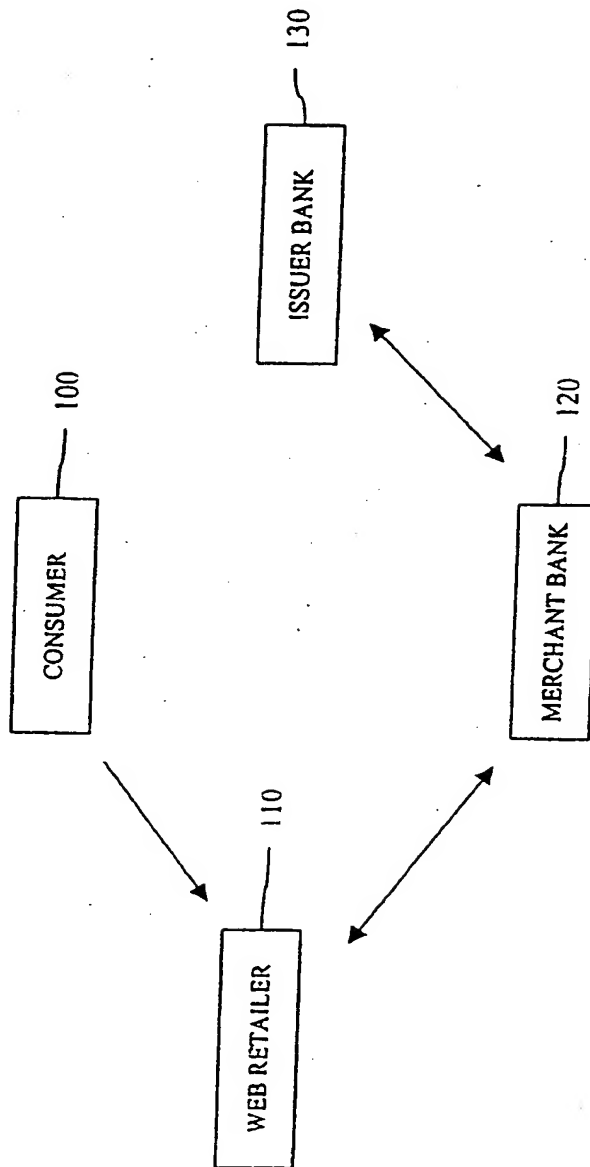 CONSUMER
100
WEB RETAILER
110
ISSUER BANK
130
MERCHANT BANK
120